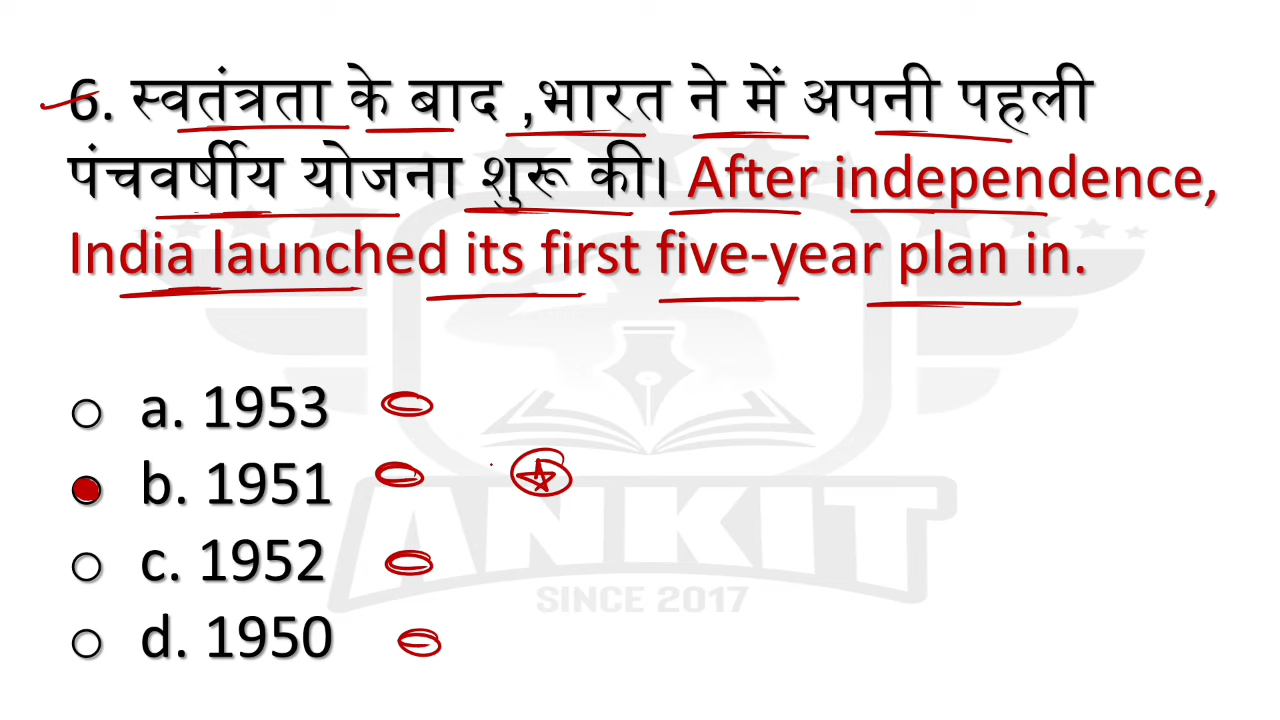 6. स्वतंत्रता के बाद ,भारत ने में अपनी पहली
पंचवर्षीय योजना शुरू की। After independence,
India launched its first five-year plan in.
a. 1953
b. 1951
c. 1952
d. 1950
ANKIT
SINCE 2017